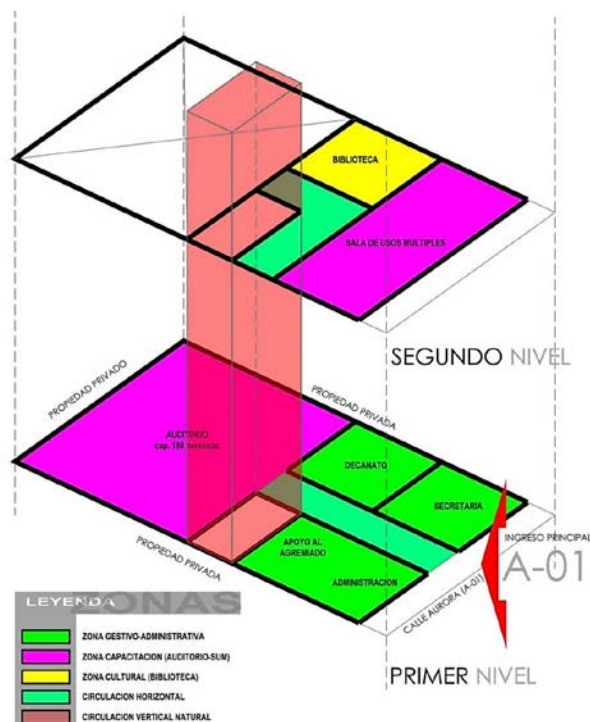 BIBLIOTECA
SALA DE USOS MULTIPLES
SEGUNDO NIVEL
PROPIEDAD PRIVADO
PROPIEDAD PRIVADA
AUDITORIO
cap. 180 personas
DECANATO
SECRETARIA
INGRESO PRINCIPAL
A-01
APOYO AL
AGREMIADO
ADMINISTRACION
PROPIEDAD PRIVADA
CALLE AURORA (A-01)
PRIMER NIVEL
LEYENDA ZONAS
ZONA GESTIVO-ADMINISTRATIVA
ZONA CAPACITACION (AUDITORIO-SUM)
ZONA CULTURAL (BIBLIOTECA)
CIRCULACION HORIZONTAL
CIRCULACION VERTICAL NATURAL